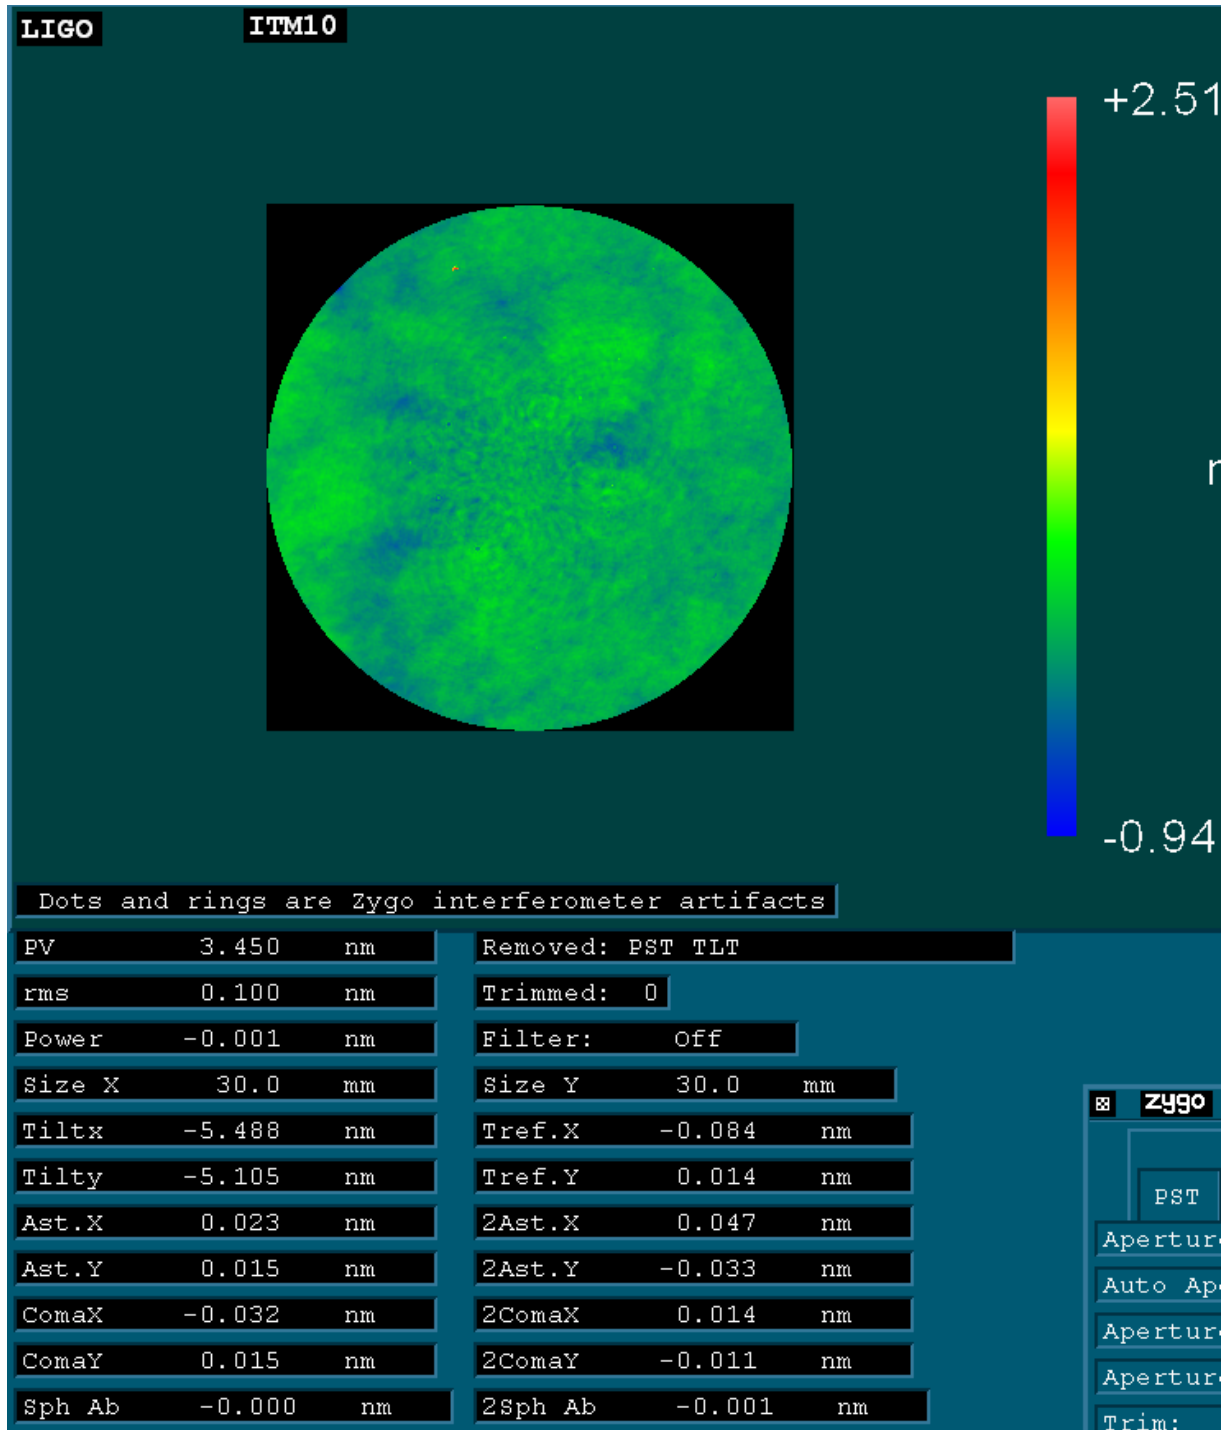 LIGO ITM10
+2.51
-0.94
Dots and rings are Zygo interferometer artifacts
PV 3.450 nm Removed: PST TLT
rms 0.100 nm Trimmed: 0
Power -0.001 nm Filter: Off
Size X 30.0 mm Size Y 30.0 mm
Tiltx -5.488 nm Tref.X -0.084 nm
zygo
Tilty -5.105 nm Tref.Y 0.014 nm
PST
Ast.X 0.023 nm 2Ast.X 0.047 nm
Ast.Y 0.015 nm 2Ast.Y -0.033 nm
Auto
ComaX -0.032 nm 2ComaX 0.014 nm
ComaY 0.015 nm 2ComaY -0.011 nm
Sph Ab -0.000 nm 2Sph Ab -0.001 nm
Trim: